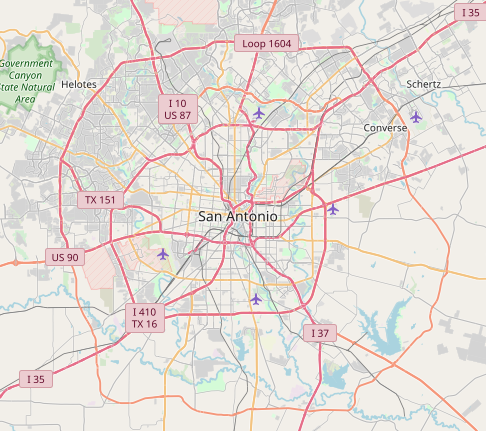 I 35
Loop 1604
Government
Canyon
State Natural
Area
Helotes
Schertz
I 10
US 87
Converse
TX 151
San Antonio
US 90
I 410
TX 16
I 37
I 35